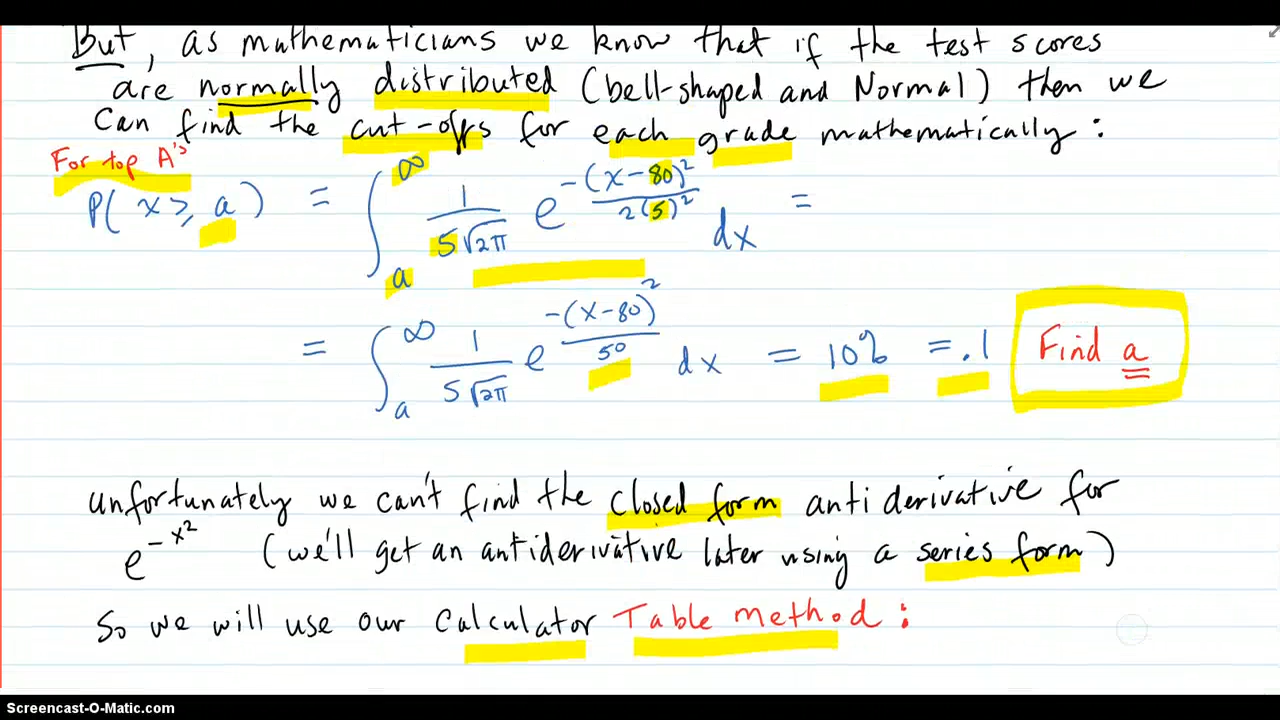 But, as mathematicians we know that if the test scores
are normally distributed (bell-shaped and Normal) then we
Can find the cut-offs for each grade mathematically:
For top A's
P( x ≥ a ) = ∫_a^∞ 1/(5√2π) e^(-(x-80)²/2(5)²) dx =
= ∫_a^∞ 1/(5√2π) e^(-(x-80)²/50) dx = 10% = .1 Find a
Unfortunately we can't find the closed form antiderivative for
e^(-x²) (we'll get an antiderivative later using a series form)
So we will use our Calculator Table method:
Screencast-O-Matic.com